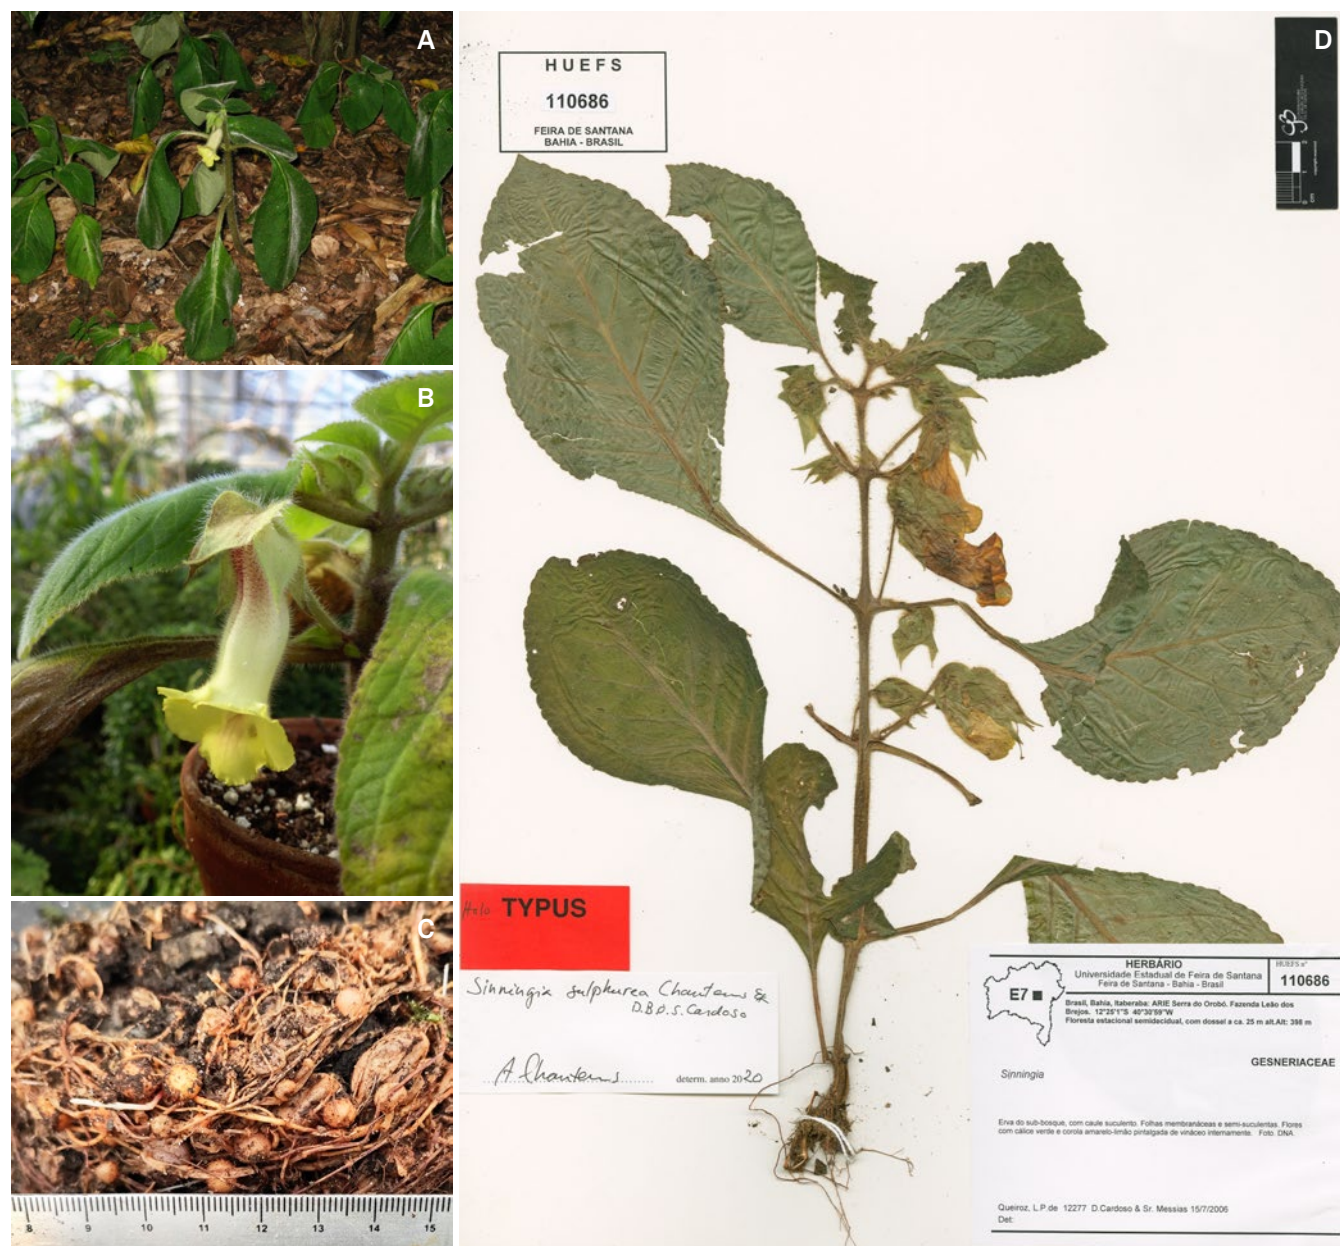 A
B
C
8 9 10 11 12 13 14 15
D
HUEFS
110686
FEIRA DE SANTANA
BAHIA - BRASIL
Holo TYPUS
Sinningia sulphurea Chautems &
D.B.O.S. Cardoso
A Chautems determ. anno 2020
HERBÁRIO
Universidade Estadual de Feira de Santana
Feira de Santana - Bahia - Brasil
HUEFS nº
110686
E7
Brasil, Bahia, Itaberaba: ARIE Serra do Orobó. Fazenda Leão dos
Brejos. 12°25'1"S 40°30'59"W
Floresta estacional semidecidual, com dossel a ca. 25 m alt.Alt: 398 m
GESNERIACEAE
Sinningia
Erva do sub-bosque, com caule suculento. Folhas membranáceas e semi-suculentas. Flores
com cálice verde e corola amarelo-limão pintalgada de vináceo internamente. Foto. DNA.
Queiroz, L.P.de 12277 D.Cardoso & Sr. Messias 15/7/2006
Det: